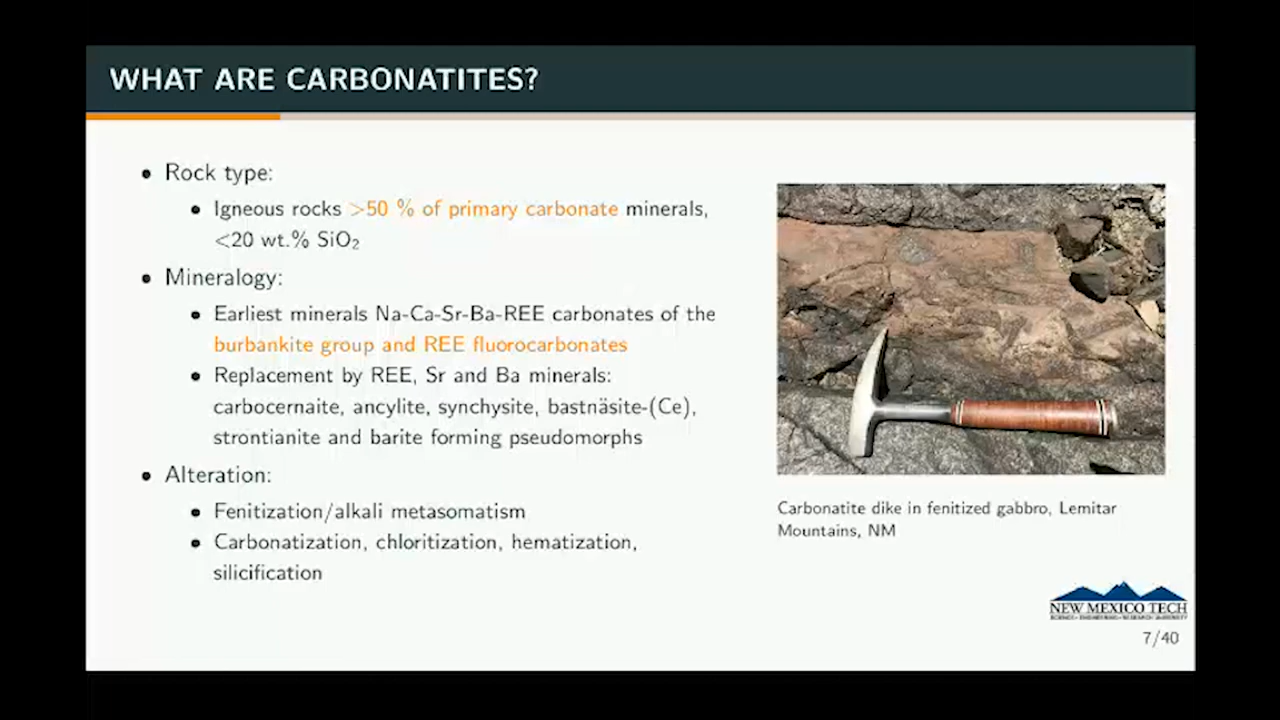 WHAT ARE CARBONATITES?
• Rock type:
• Igneous rocks >50 % of primary carbonate minerals,
<20 wt.% SiO₂
• Mineralogy:
• Earliest minerals Na-Ca-Sr-Ba-REE carbonates of the
burbankite group and REE fluorocarbonates
• Replacement by REE, Sr and Ba minerals:
carbocernaite, ancylite, synchysite, bastnäsite-(Ce),
strontianite and barite forming pseudomorphs
• Alteration:
• Fenitization/alkali metasomatism
• Carbonatization, chloritization, hematization,
silicification
Carbonatite dike in fenitized gabbro, Lemitar
Mountains, NM
NEW MEXICO TECH
SCIENCE • ENGINEERING • RESEARCH UNIVERSITY
7/40